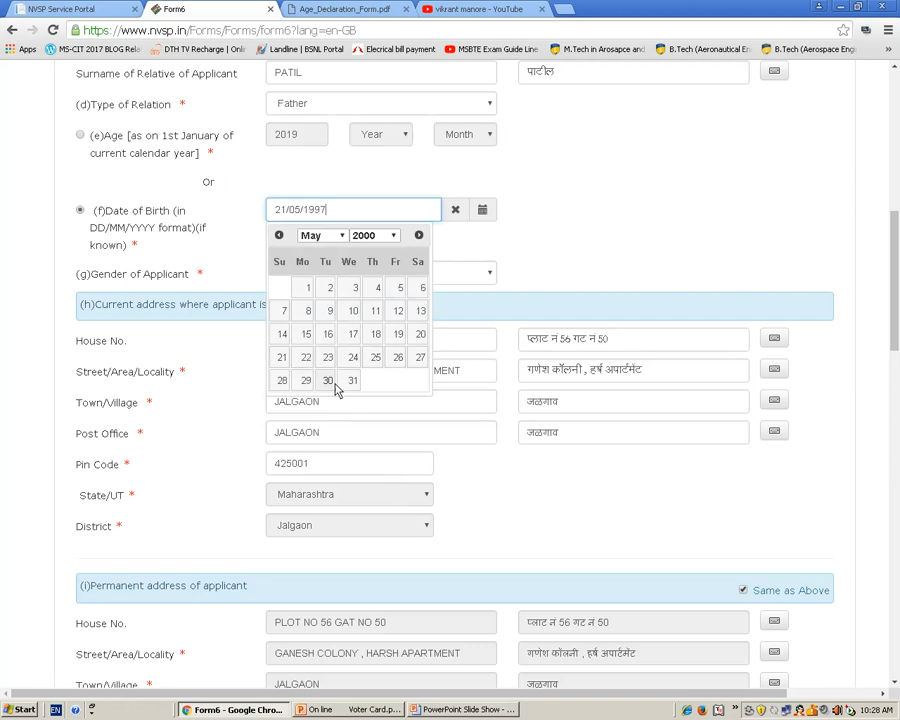 NVSP Service Portal
Form6
Age_Declaration_Form.pdf
vikrant manore - YouTube
https://www.nvsp.in/Forms/Forms/form6?lang=en-GB
Apps
MS-CIT 2017 BLOG Rele
DTH TV Recharge | Onli
Landline | BSNL Portal
Elecrical bill payment
MSBTE Exam Guide Line
M.Tech in Arosapce and
B.Tech (Aeronautical En
B.Tech (Aerospace Engi
Surname of Relative of Applicant
PATIL
पाटील
(d)Type of Relation *
Father
(e)Age [as on 1st January of
current calendar year] *
2019
Year
Month
Or
(f)Date of Birth (in
DD/MM/YYYY format)(if
known) *
21/05/1997
May
2000
Su Mo Tu We Th Fr Sa
1 2 3 4 5 6
7 8 9 10 11 12 13
14 15 16 17 18 19 20
21 22 23 24 25 26 27
28 29 30 31
(g)Gender of Applicant *
(h)Current address where applicant is
House No.
प्लाट नं 56 गट नं 50
Street/Area/Locality *
MENT
गणेश कॉलनी , हर्ष अपार्टमेंट
Town/Village *
JALGAON
जळगाव
Post Office *
JALGAON
जळगाव
Pin Code *
425001
State/UT *
Maharashtra
District *
Jalgaon
(i)Permanent address of applicant
Same as Above
House No.
PLOT NO 56 GAT NO 50
प्लाट नं 56 गट नं 50
Street/Area/Locality *
GANESH COLONY , HARSH APARTMENT
गणेश कॉलनी , हर्ष अपार्टमेंट
Town/Village *
JALGAON
जळगाव
Start
EN
Form6 - Google Chro...
On line Voter Card.p...
PowerPoint Slide Show - [...
10:28 AM